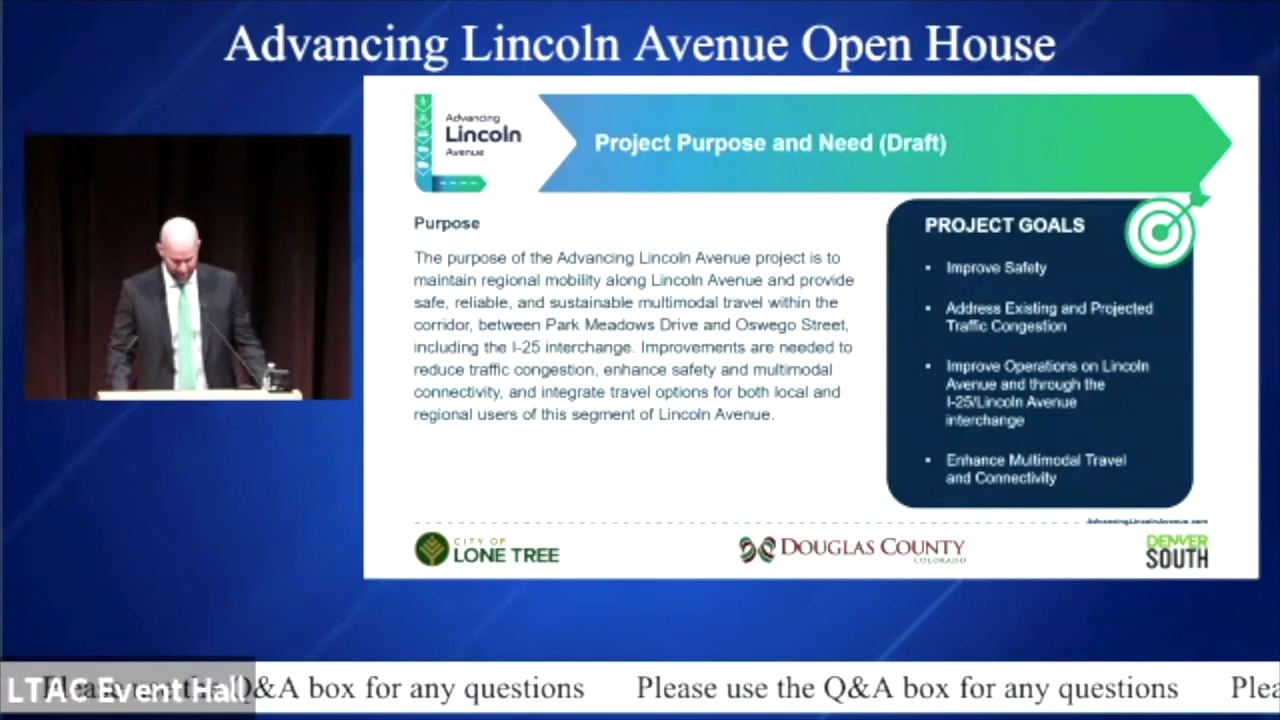 Advancing Lincoln Avenue Open House
Advancing
Lincoln
Avenue
Project Purpose and Need (Draft)
Purpose
The purpose of the Advancing Lincoln Avenue project is to
maintain regional mobility along Lincoln Avenue and provide
safe, reliable, and sustainable multimodal travel within the
corridor, between Park Meadows Drive and Oswego Street,
including the I-25 interchange. Improvements are needed to
reduce traffic congestion, enhance safety and multimodal
connectivity, and integrate travel options for both local and
regional users of this segment of Lincoln Avenue.
PROJECT GOALS
• Improve Safety
• Address Existing and Projected
Traffic Congestion
• Improve Operations on Lincoln
Avenue and through the
I-25/Lincoln Avenue
interchange
• Enhance Multimodal Travel
and Connectivity
AdvancingLincolnAvenue.com
CITY OF
LONE TREE
DOUGLAS COUNTY
COLORADO
DENVER
SOUTH
LTAC Event Hall
Q&A box for any questions Please use the Q&A box for any questions Plea